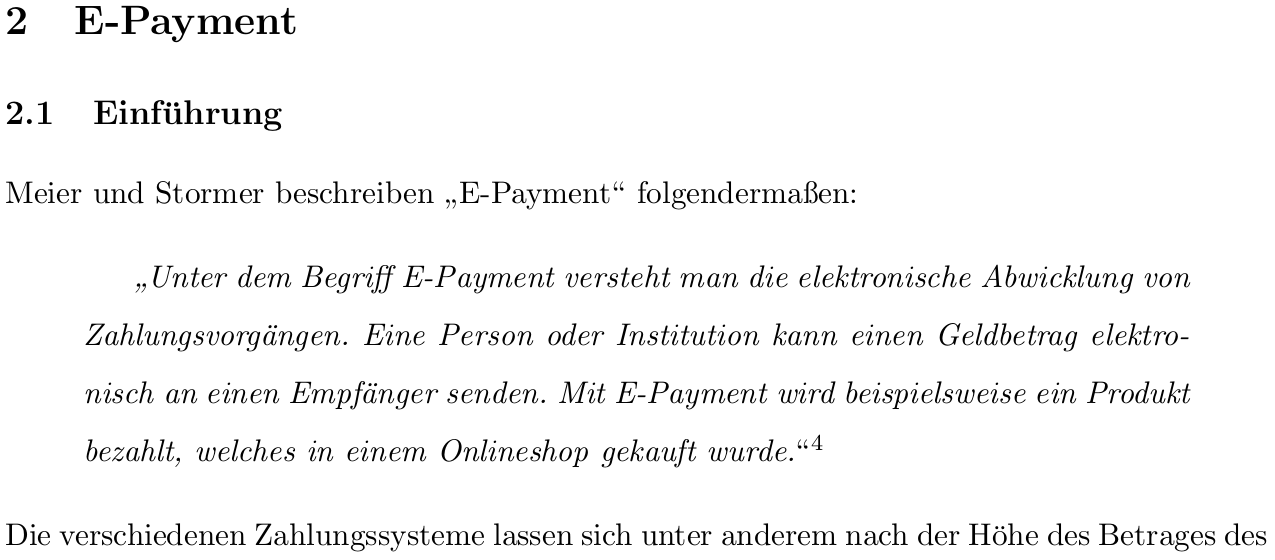 2 E-Payment
2.1 Einführung
Meier und Stormer beschreiben „E-Payment“ folgendermaßen:
„Unter dem Begriff E-Payment versteht man die elektronische Abwicklung von
Zahlungsvorgängen. Eine Person oder Institution kann einen Geldbetrag elektro-
nisch an einen Empfänger senden. Mit E-Payment wird beispielsweise ein Produkt
bezahlt, welches in einem Onlineshop gekauft wurde.“4
Die verschiedenen Zahlungssysteme lassen sich unter anderem nach der Höhe des Betrages des